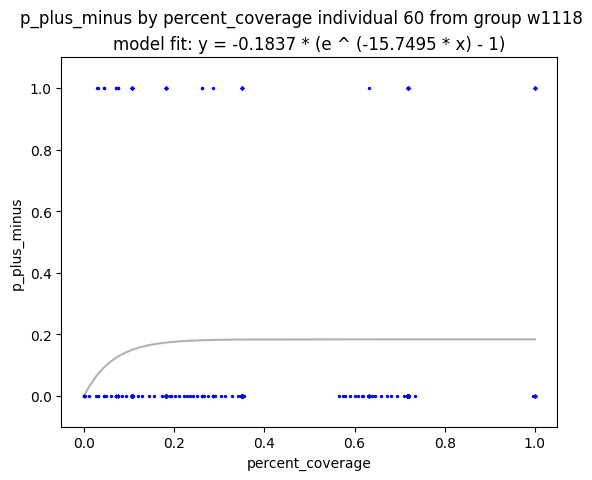 p_plus_minus by percent_coverage individual 60 from group w1118
model fit: y = -0.1837 * (e ^ (-15.7495 * x) - 1)
1.0
0.8
0.6
0.4
0.2
0.0
p_plus_minus
0.0 0.2 0.4 0.6 0.8 1.0
percent_coverage